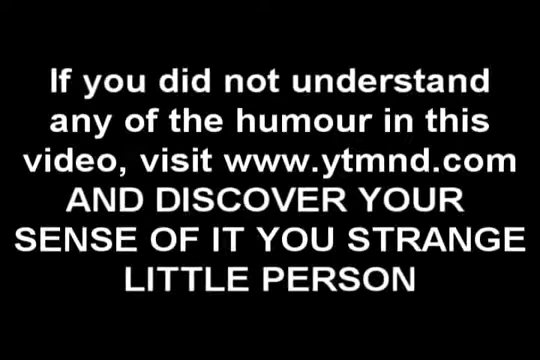 If you did not understand
any of the humour in this
video, visit www.ytmnd.com
AND DISCOVER YOUR
SENSE OF IT YOU STRANGE
LITTLE PERSON